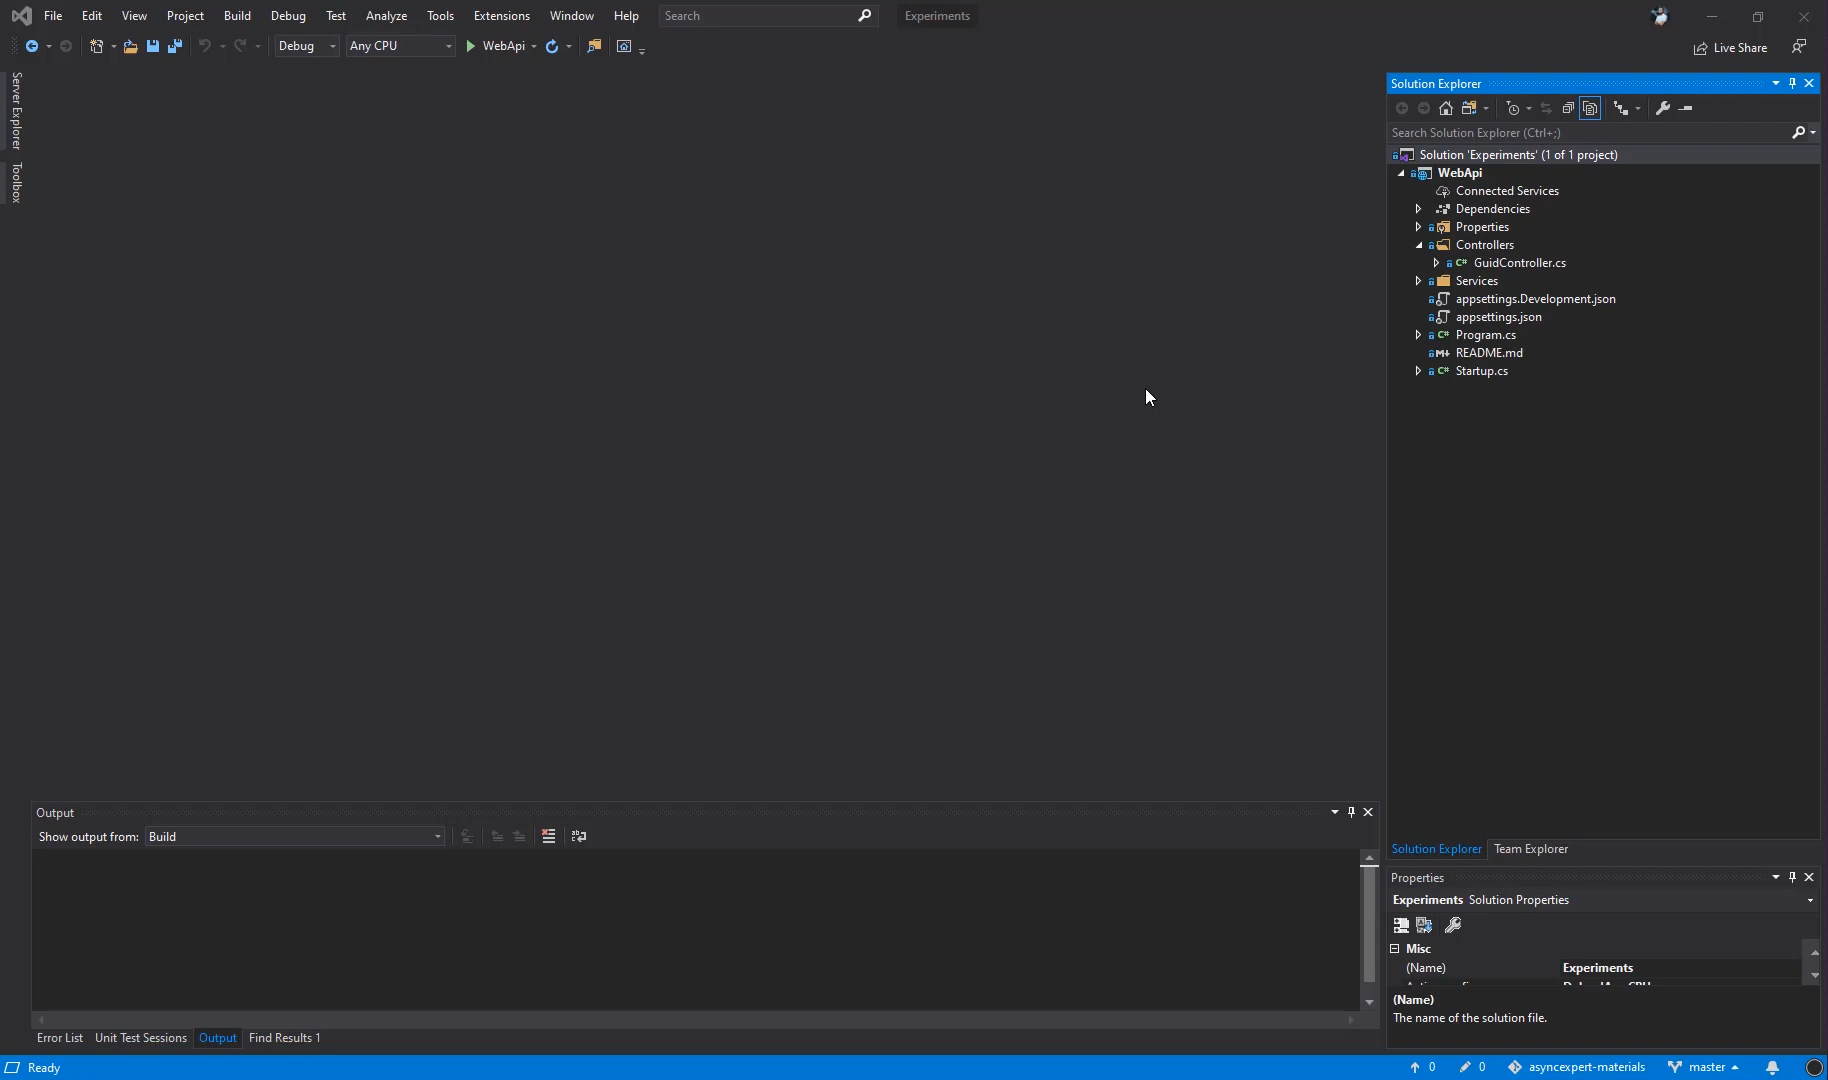 File Edit View Project Build Debug Test Analyze Tools Extensions Window Help Search Experiments
Debug Any CPU WebApi Live Share
Server Explorer
Toolbox
Solution Explorer
Search Solution Explorer (Ctrl+;)
Solution 'Experiments' (1 of 1 project)
WebApi
Connected Services
Dependencies
Properties
Controllers
C# GuidController.cs
Services
appsettings.Development.json
appsettings.json
C# Program.cs
README.md
C# Startup.cs
Output
Show output from: Build
Solution Explorer Team Explorer
Properties
Experiments Solution Properties
Misc
(Name) Experiments
(Name)
The name of the solution file.
Error List Unit Test Sessions Output Find Results 1
Ready 0 0 asyncexpert-materials master